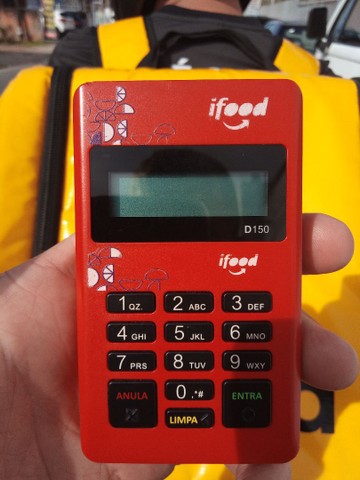 ifood
D150
ifood
1 QZ. 2 ABC 3 DEF
4 GHI 5 JKL 6 MNO
7 PRS 8 TUV 9 WXY
ANULA 0 .*# ENTRA
LIMPA